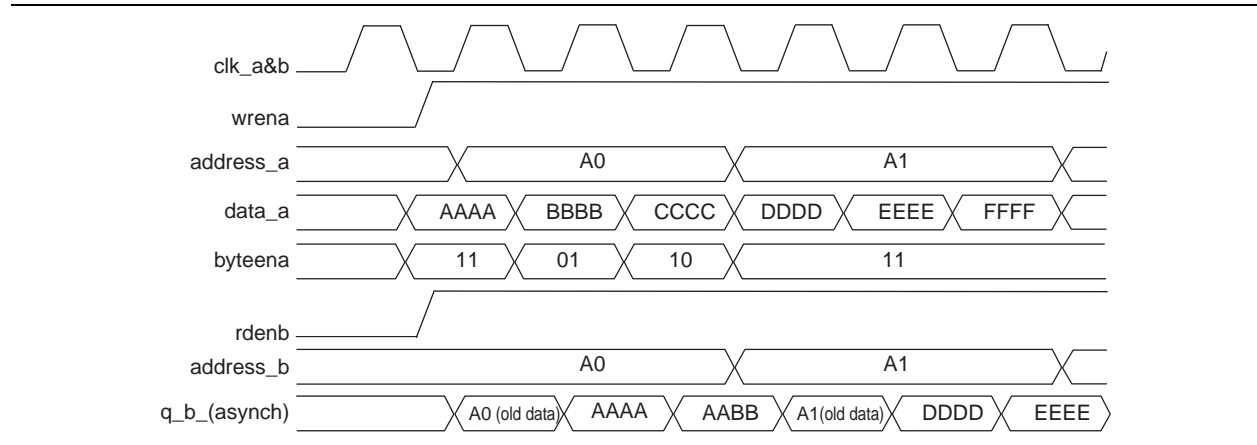 clk_a&b
wrena
address_a A0 A1
data_a AAAA BBBB CCCC DDDD EEEE FFFF
byteena 11 01 10 11
rdenb
address_b A0 A1
q_b_(asynch) A0 (old data) AAAA AABB A1(old data) DDDD EEEE